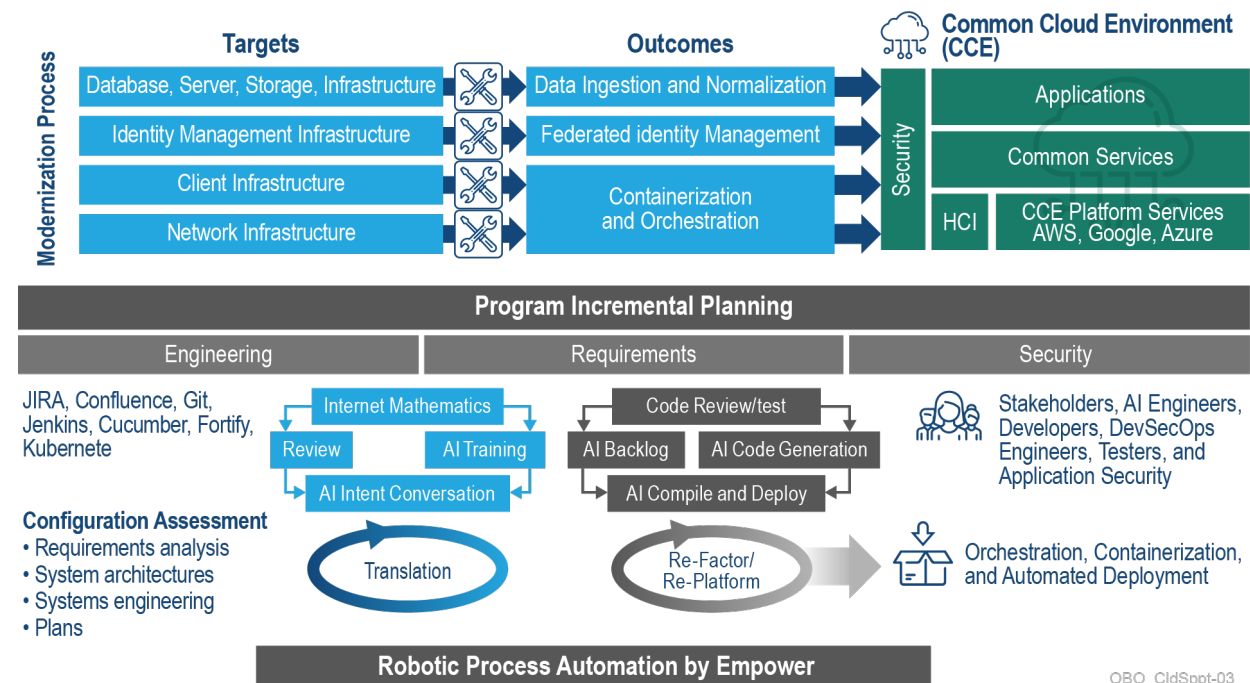 Targets
Outcomes
Common Cloud Environment
(CCE)
Modernization Process
Database, Server, Storage, Infrastructure
Data Ingestion and Normalization
Identity Management Infrastructure
Federated identity Management
Client Infrastructure
Network Infrastructure
Containerization
and Orchestration
Security
Applications
Common Services
HCI
CCE Platform Services
AWS, Google, Azure
Program Incremental Planning
Engineering
Requirements
Security
JIRA, Confluence, Git,
Jenkins, Cucumber, Fortify,
Kubernete
Internet Mathematics
Review
AI Training
AI Intent Conversation
Code Review/test
AI Backlog
AI Code Generation
AI Compile and Deploy
Stakeholders, AI Engineers,
Developers, DevSecOps
Engineers, Testers, and
Application Security
Configuration Assessment
• Requirements analysis
• System architectures
• Systems engineering
• Plans
Translation
Re-Factor/
Re-Platform
Orchestration, Containerization,
and Automated Deployment
Robotic Process Automation by Empower
OBO_CldSppt-03